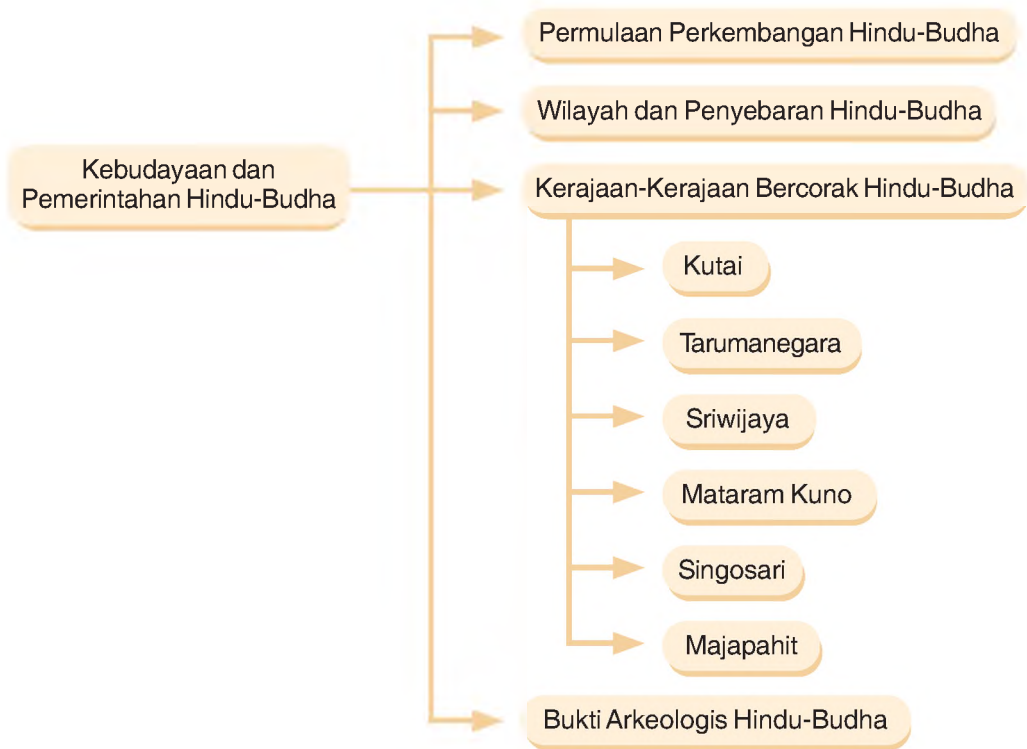 Kebudayaan dan
Pemerintahan Hindu-Budha
Permulaan Perkembangan Hindu-Budha
Wilayah dan Penyebaran Hindu-Budha
Kerajaan-Kerajaan Bercorak Hindu-Budha
Kutai
Tarumanegara
Sriwijaya
Mataram Kuno
Singosari
Majapahit
Bukti Arkeologis Hindu-Budha